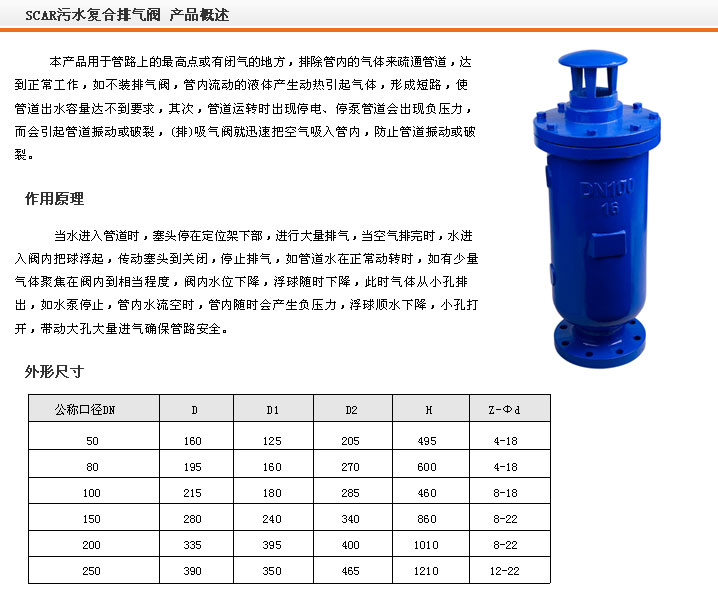 SCAR污水复合排气阀 产品概述
本产品用于管路上的最高点或有闭气的地方，排除管内的气体来疏通管道，达
到正常工作，如不装排气阀，管内流动的液体产生动热引起气体，形成短路，使
管道出水容量达不到要求，其次，管道运转时出现停电、停泵管道会出现负压力，
而会引起管道振动或破裂，(排)吸气阀就迅速把空气吸入管内，防止管道振动或破
裂。
DN100
16
作用原理
当水进入管道时，塞头停在定位架下部，进行大量排气，当空气排完时，水进
入阀内把球浮起，传动塞头到关闭，停止排气，如管道水在正常动转时，如有少量
气体聚集在阀内到相当程度，阀内水位下降，浮球随时下降，此时气体从小孔排
出，如水泵停止，管内水流空时，管内随时会产生负压力，浮球顺水下降，小孔打
开，带动大孔大量进气确保管路安全。
外形尺寸
公称口径DN D D1 D2 H Z-Φd
50 160 125 205 495 4-18
80 195 160 270 600 4-18
100 215 180 285 460 8-18
150 280 240 340 860 8-22
200 335 395 400 1010 8-22
250 390 350 465 1210 12-22